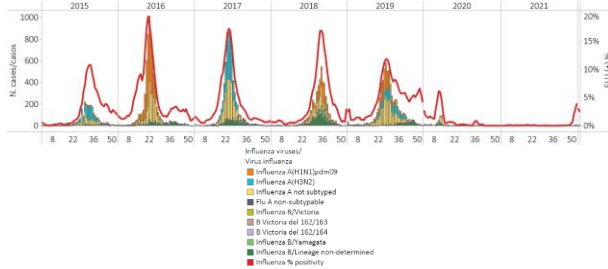 2015 2016 2017 2018 2019 2020 2021
1000 20%
800 15%
600
400 10%
200 5%
0 0%
N. cases/casos
FLU (+) %
8 22 36 50 8 22 36 50 8 22 36 50 8 22 36 50 8 22 36 50 8 22 36 50 8 22 36 50
Influenza viruses/
Virus influenza
Influenza A(H1N1)pdm09
Influenza A(H3N2)
Influenza A not subtyped
Flu A non-subtypable
Influenza B/Victoria
B Victoria del 162/163
B Victoria del 162/164
Influenza B/Yamagata
Influenza B/Lineage non-determined
Influenza % positivity